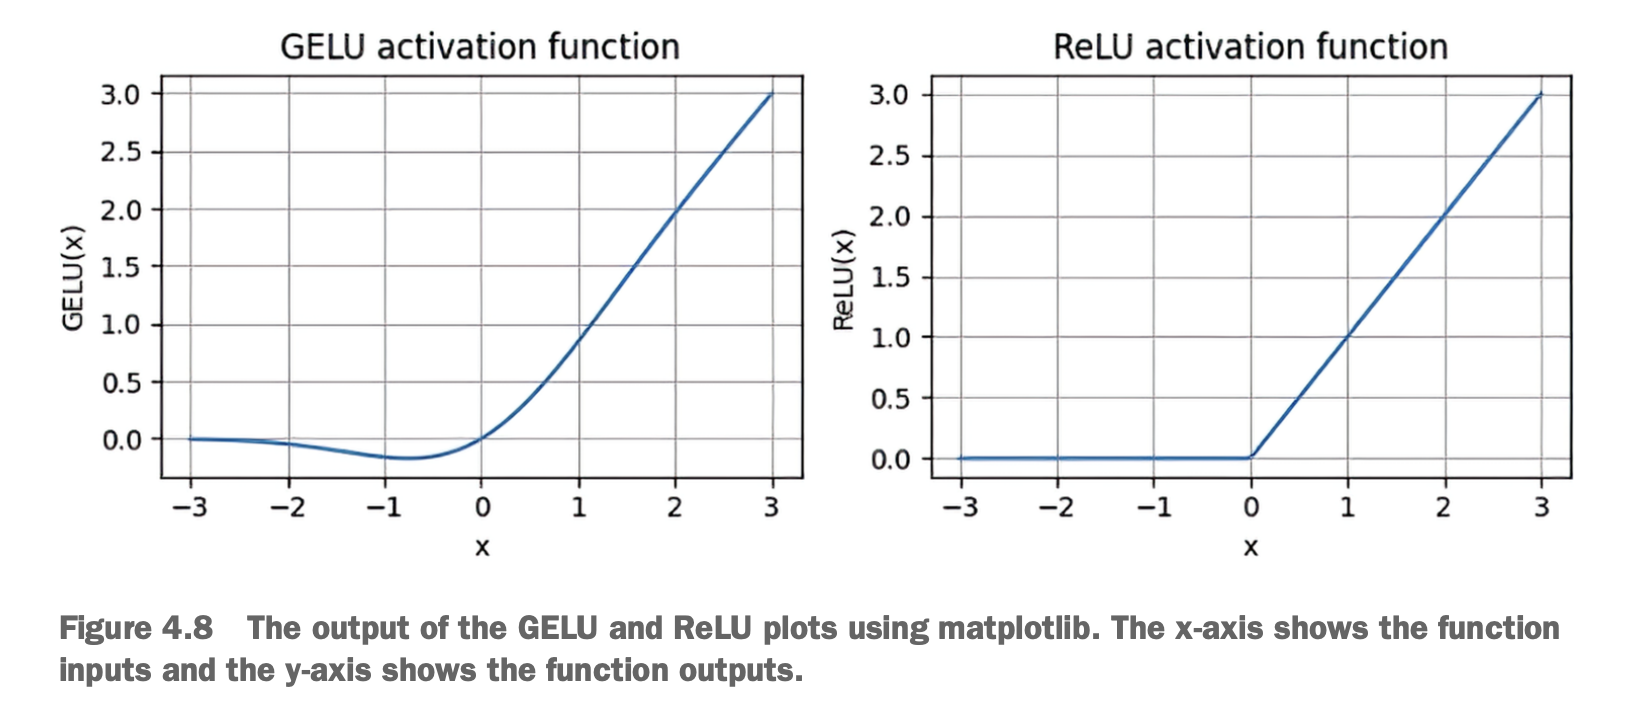 GELU activation function
3.0
2.5
2.0
1.5
1.0
0.5
0.0
GELU(x)
−3 −2 −1 0 1 2 3
x
ReLU activation function
3.0
2.5
2.0
1.5
1.0
0.5
0.0
ReLU(x)
−3 −2 −1 0 1 2 3
x
Figure 4.8 The output of the GELU and ReLU plots using matplotlib. The x-axis shows the function
inputs and the y-axis shows the function outputs.